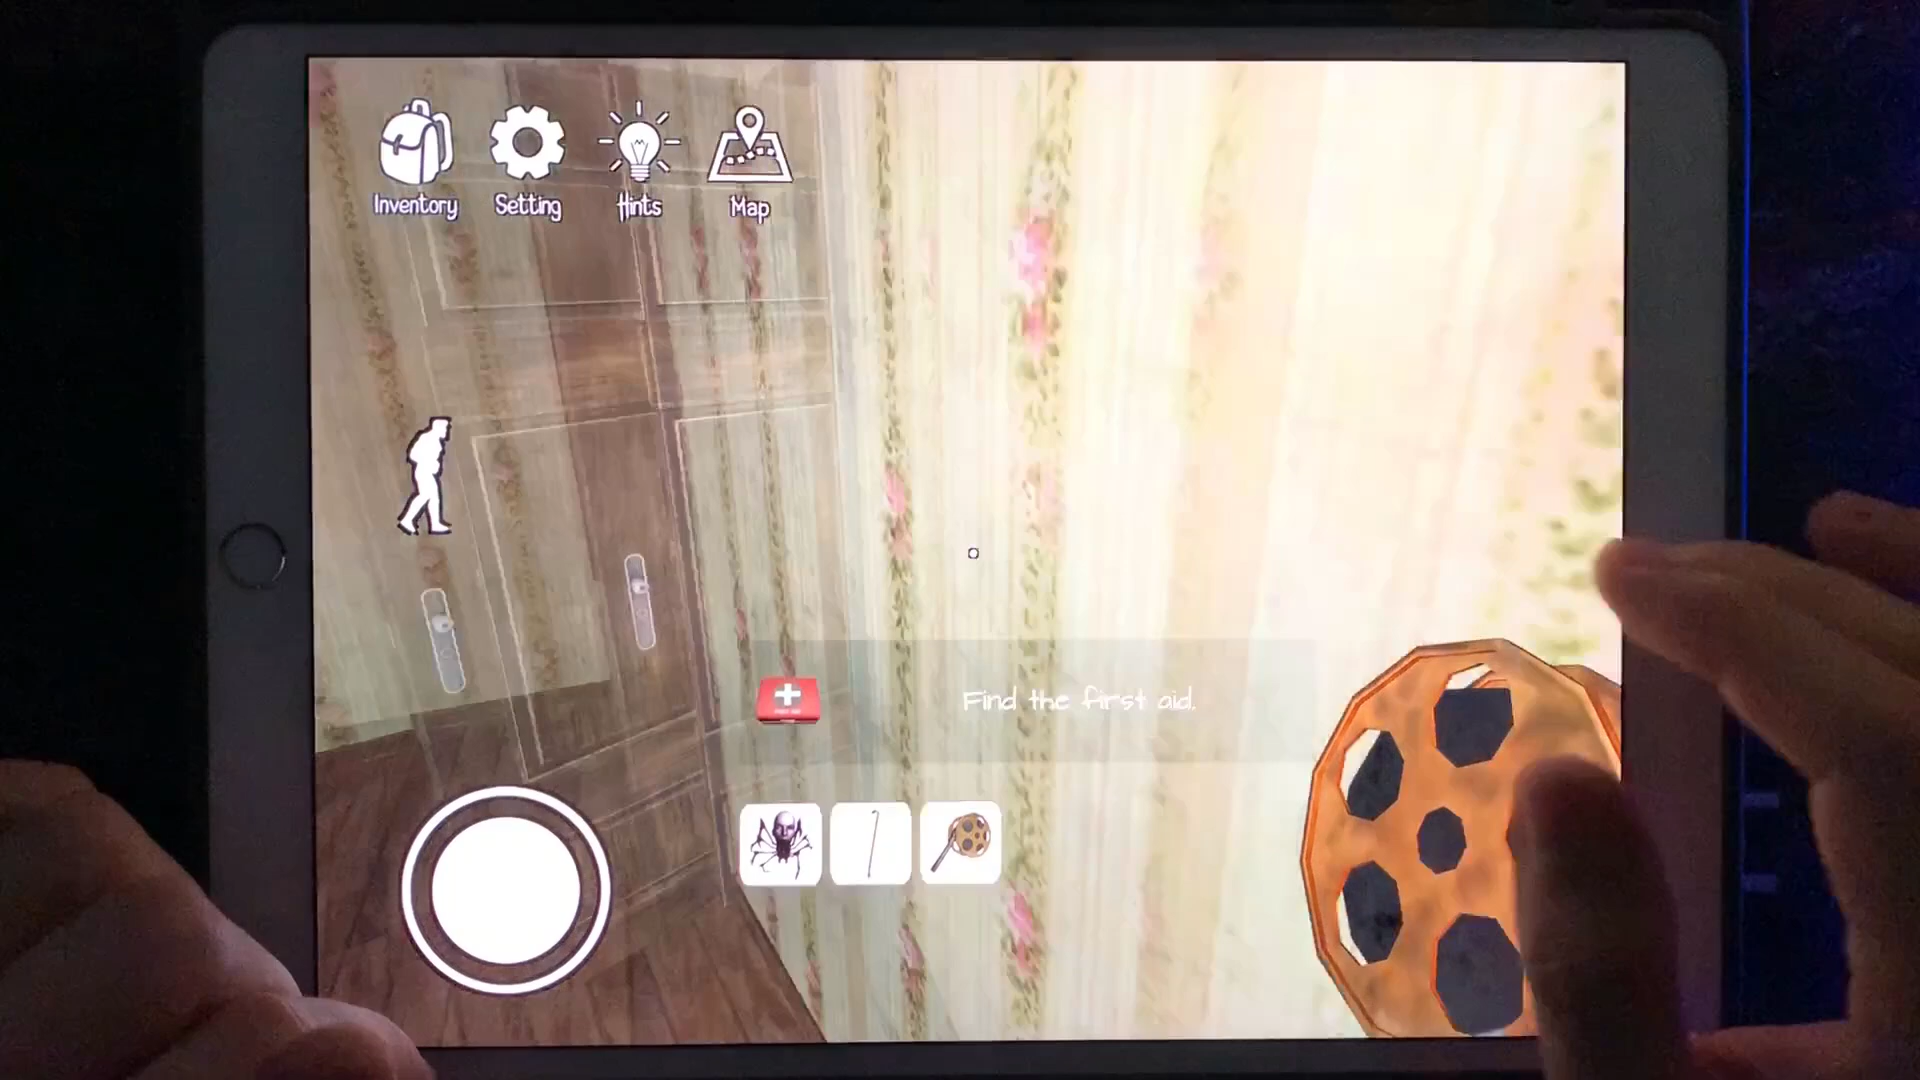 Inventory
Setting
Hints
Map
Find the first aid.